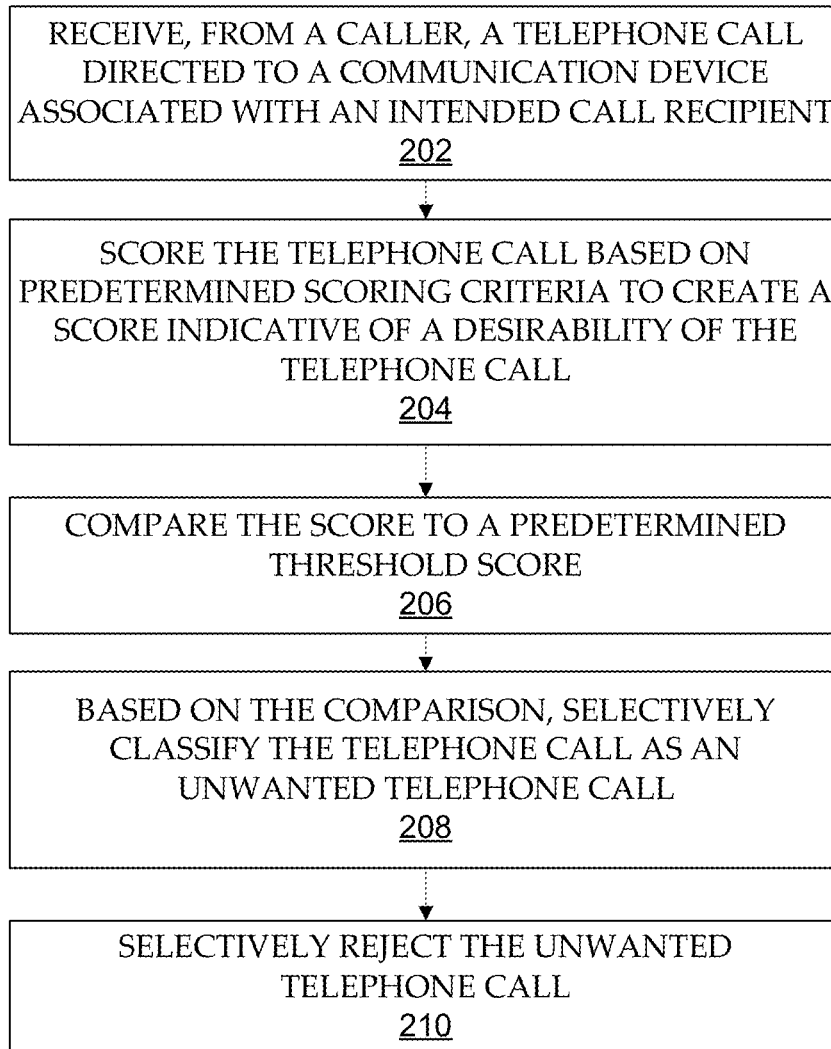 RECEIVE, FROM A CALLER, A TELEPHONE CALL
DIRECTED TO A COMMUNICATION DEVICE
ASSOCIATED WITH AN INTENDED CALL RECIPIENT
202
SCORE THE TELEPHONE CALL BASED ON
PREDETERMINED SCORING CRITERIA TO CREATE A
SCORE INDICATIVE OF A DESIRABILITY OF THE
TELEPHONE CALL
204
COMPARE THE SCORE TO A PREDETERMINED
THRESHOLD SCORE
206
BASED ON THE COMPARISON, SELECTIVELY
CLASSIFY THE TELEPHONE CALL AS AN
UNWANTED TELEPHONE CALL
208
SELECTIVELY REJECT THE UNWANTED
TELEPHONE CALL
210